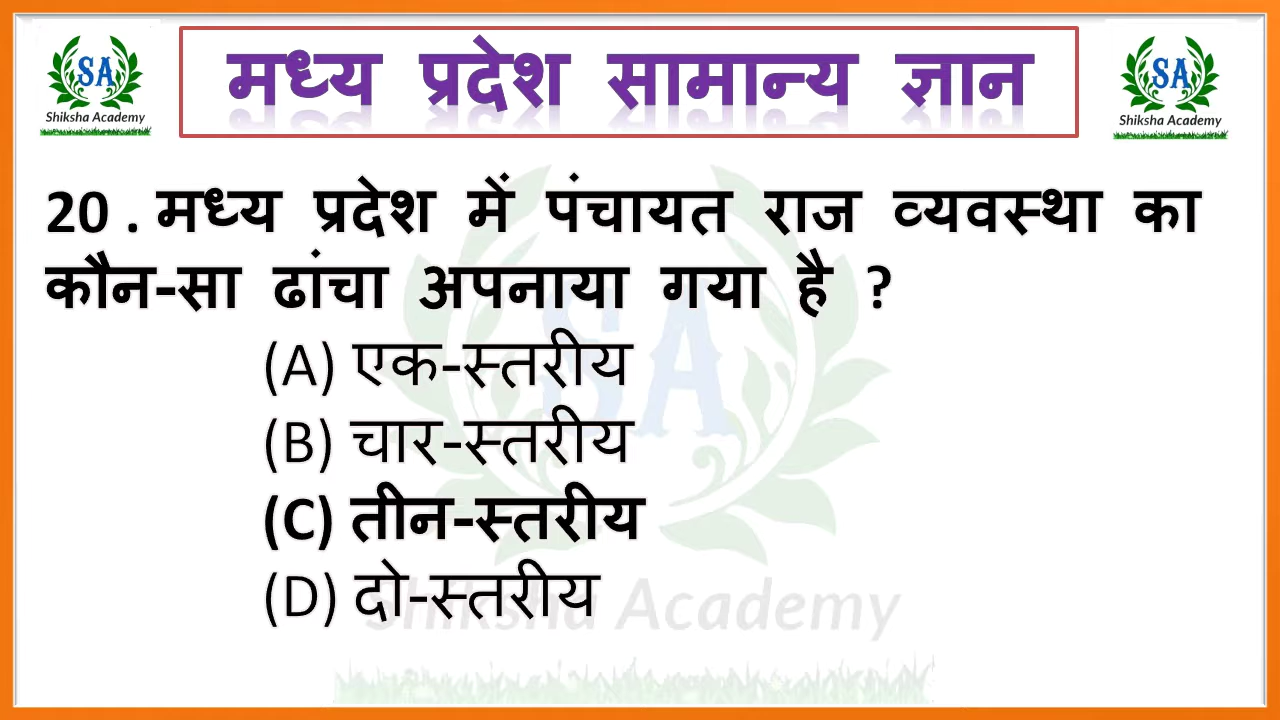 SA
Shiksha Academy
मध्य प्रदेश सामान्य ज्ञान
SA
Shiksha Academy
20 . मध्य प्रदेश में पंचायत राज व्यवस्था का
कौन-सा ढांचा अपनाया गया है ?
(A) एक-स्तरीय
(B) चार-स्तरीय
(C) तीन-स्तरीय
(D) दो-स्तरीय
SA
Shiksha Academy